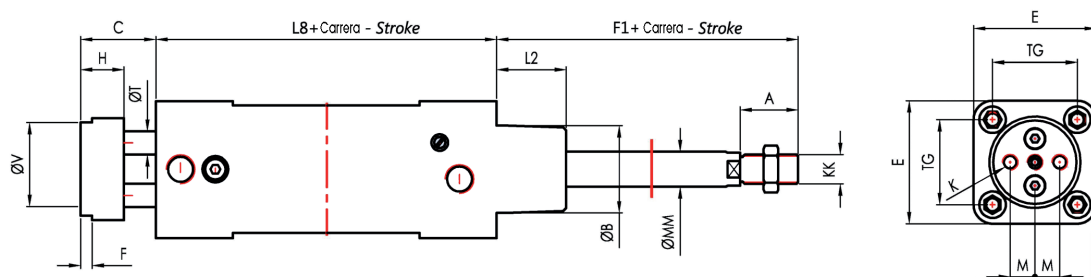 C
L8+Carrera - Stroke
F1+ Carrera - Stroke
E
H
L2
TG
ØT
A
ØV
E
TG
KK
K
F
ØB
ØMM
M
M